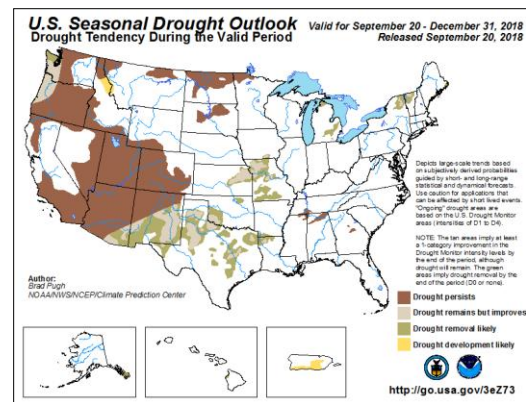 U.S. Seasonal Drought Outlook
Drought Tendency During the Valid Period
Valid for September 20 - December 31, 2018
Released September 20, 2018
Depicts large-scale trends based
on subjectively derived probabilities
guided by short- and long-range
statistical and dynamical forecasts.
Use caution for applications that
can be affected by short lived events.
"Ongoing" drought areas are
based on the U.S. Drought Monitor
areas (intensities of D1 to D4).
NOTE: The tan areas imply at least
a 1-category improvement in the
Drought Monitor intensity levels by
the end of the period, although
drought will remain. The green
areas imply drought removal by the
end of the period (D0 or none).
Author:
Brad Pugh
NOAA/NWS/NCEP/Climate Prediction Center
Drought persists
Drought remains but improves
Drought removal likely
Drought development likely
http://go.usa.gov/3eZ73